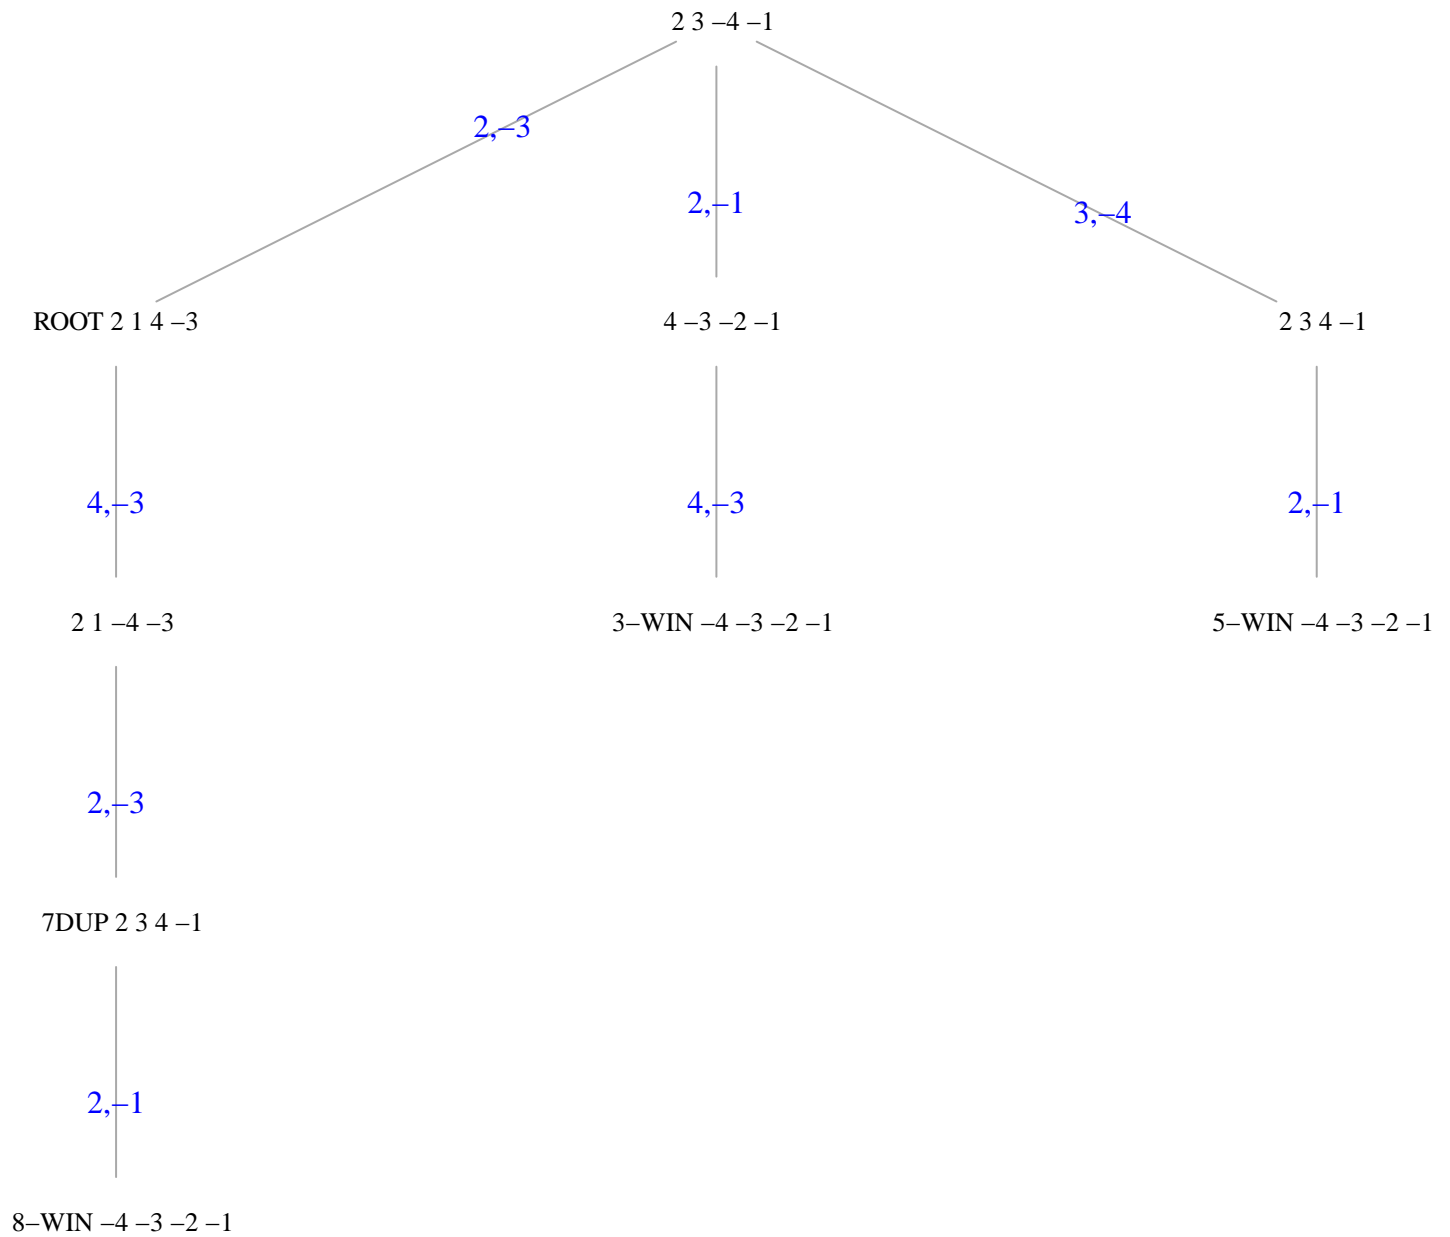 2 3 –4 –1
2,–3
2,–1
3,–4
ROOT 2 1 4 –3
4 –3 –2 –1
2 3 4 –1
4,–3
4,–3
2,–1
2 1 –4 –3
3–WIN –4 –3 –2 –1
5–WIN –4 –3 –2 –1
2,–3
7DUP 2 3 4 –1
2,–1
8–WIN –4 –3 –2 –1